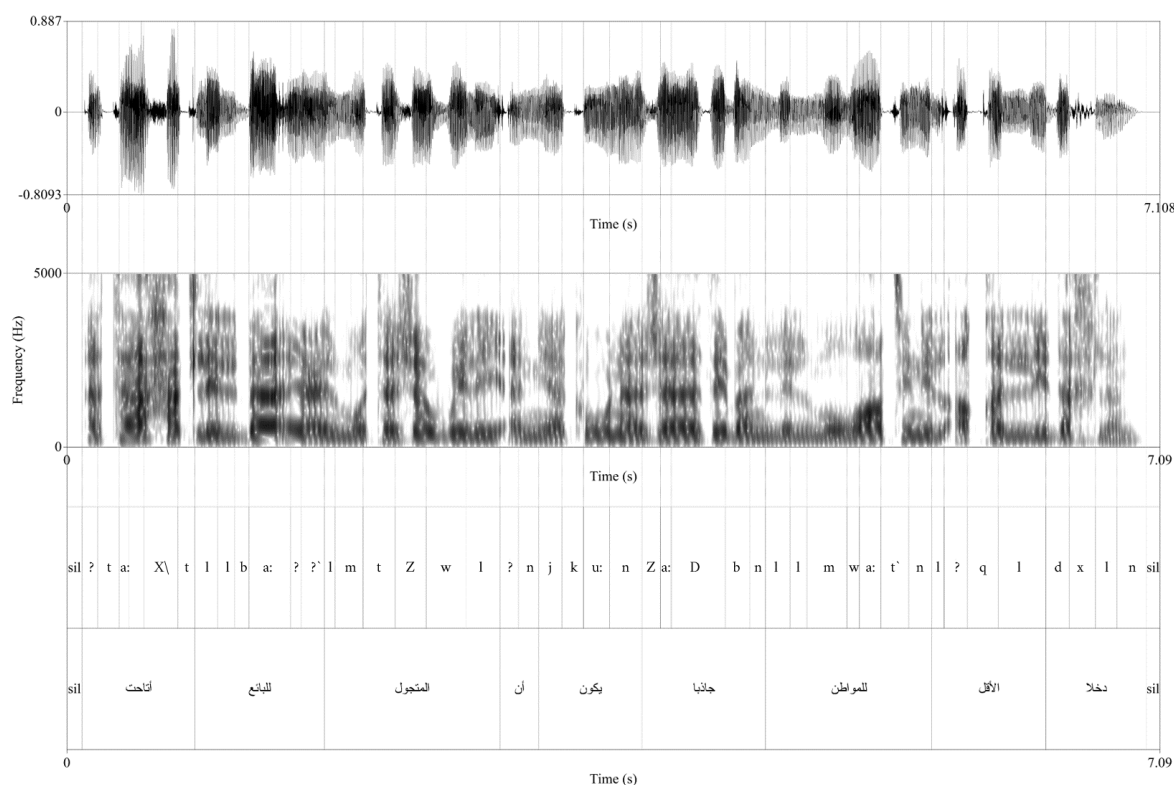 0.887
0
-0.8093
0 7.108
Time (s)
5000
Frequency (Hz)
0
0 7.09
Time (s)
sil ? t a: X\ t l l b a: ? ?` l m t Z w l ? n j k u: n Z a: D b n l l m w a: t` n l ? q l d x l n sil
sil أتاحت للبائع المتجول أن يكون جاذبا للمواطن الأقل دخلا sil
0 7.09
Time (s)